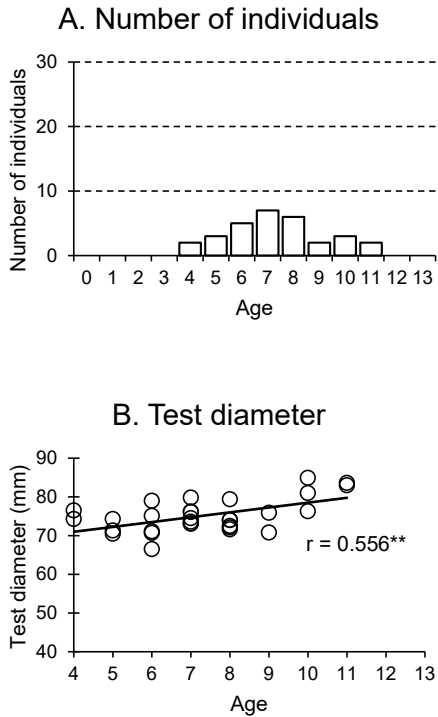 A. Number of individuals
Number of individuals
30
20
10
0
0 1 2 3 4 5 6 7 8 9 10 11 12 13
Age
B. Test diameter
Test diameter (mm)
90
80
70
60
50
40
r = 0.556**
4 5 6 7 8 9 10 11 12 13
Age